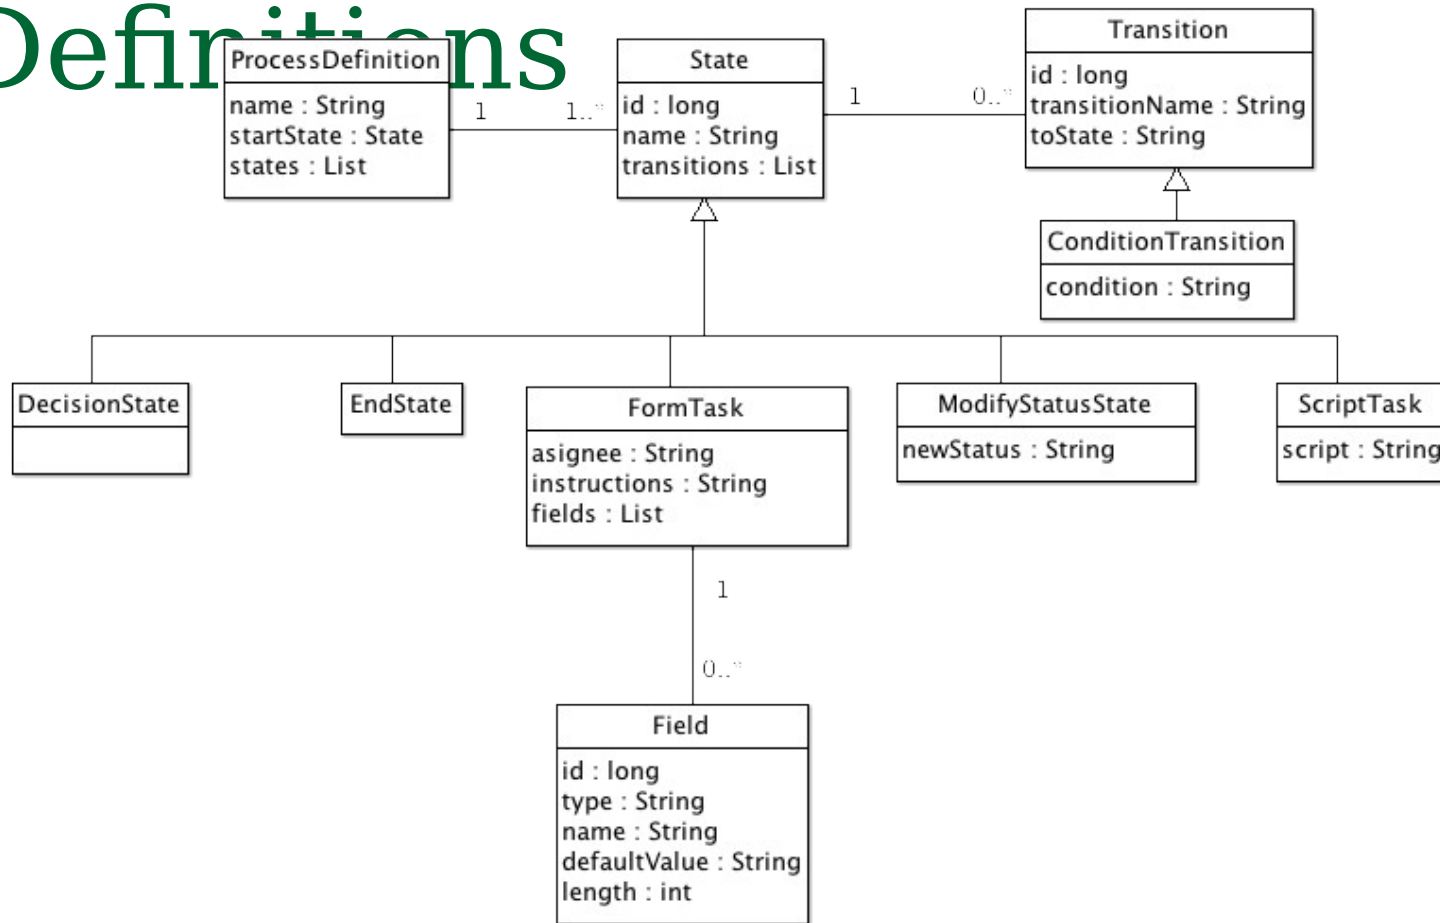 Definitions
ProcessDefinition
name : String
startState : State
states : List
1
1..*
State
id : long
name : String
transitions : List
1
0..*
Transition
id : long
transitionName : String
toState : String
ConditionTransition
condition : String
DecisionState
EndState
FormTask
asignee : String
instructions : String
fields : List
ModifyStatusState
newStatus : String
ScriptTask
script : String
1
0..*
Field
id : long
type : String
name : String
defaultValue : String
length : int